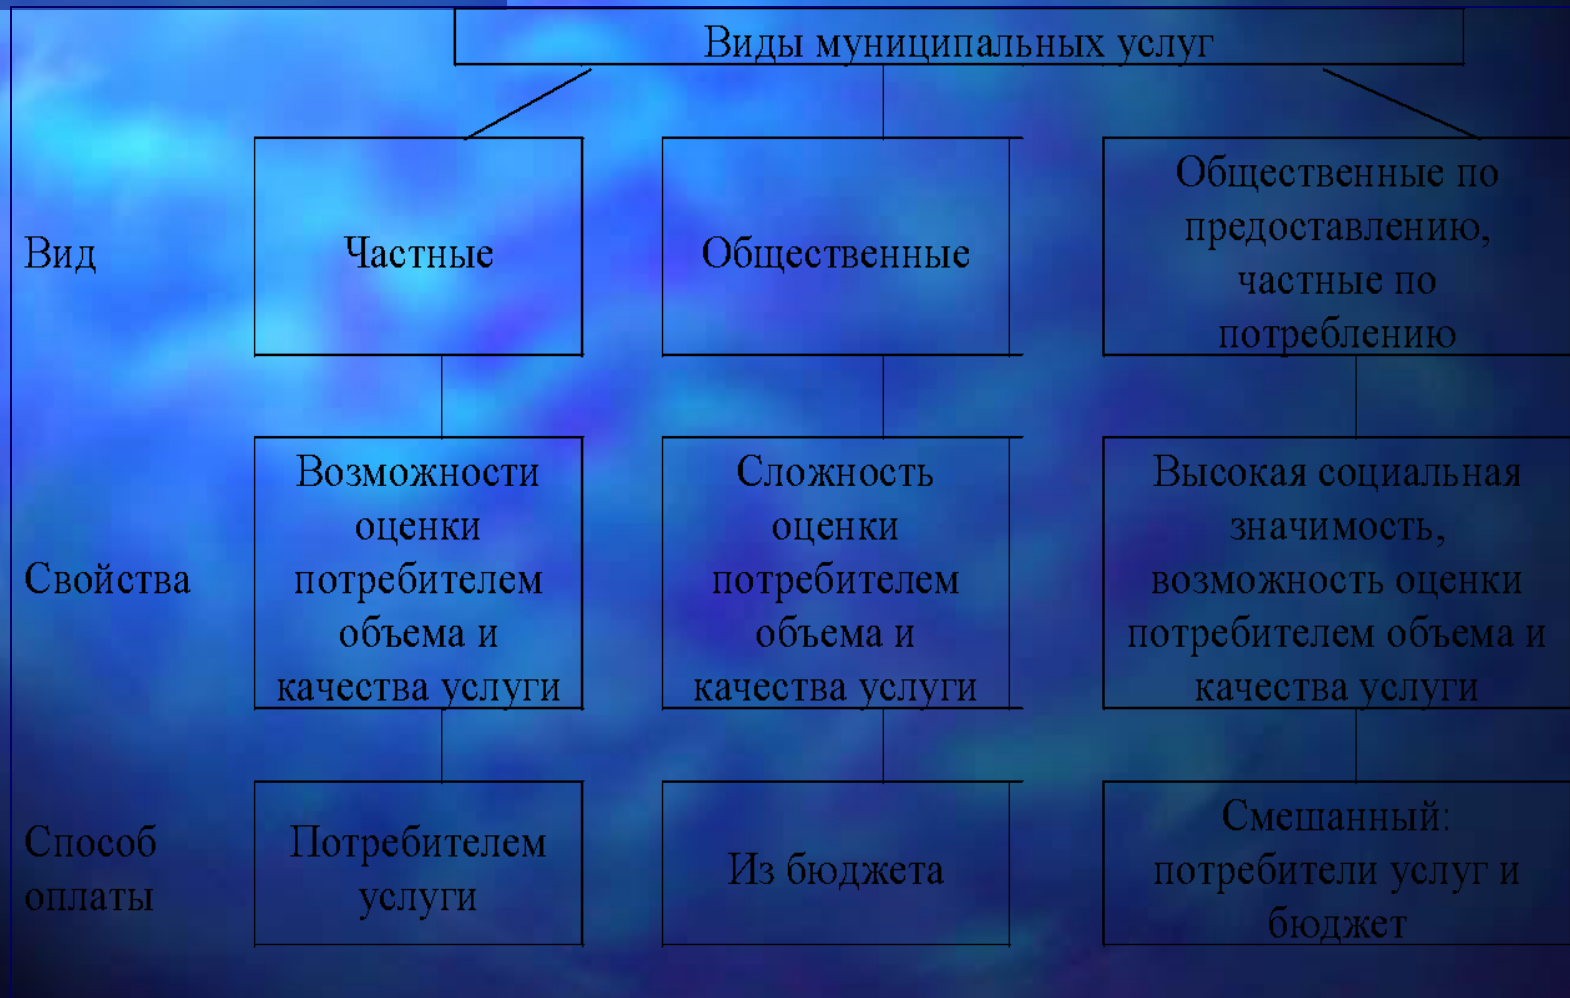 Виды муниципальных услуг
Вид
Частные
Общественные
Общественные по
предоставлению,
частные по
потреблению
Свойства
Возможности
оценки
потребителем
объема и
качества услуги
Сложность
оценки
потребителем
объема и
качества услуги
Высокая социальная
значимость,
возможность оценки
потребителем объема и
качества услуги
Способ
оплаты
Потребителем
услуги
Из бюджета
Смешанный:
потребители услуг и
бюджет